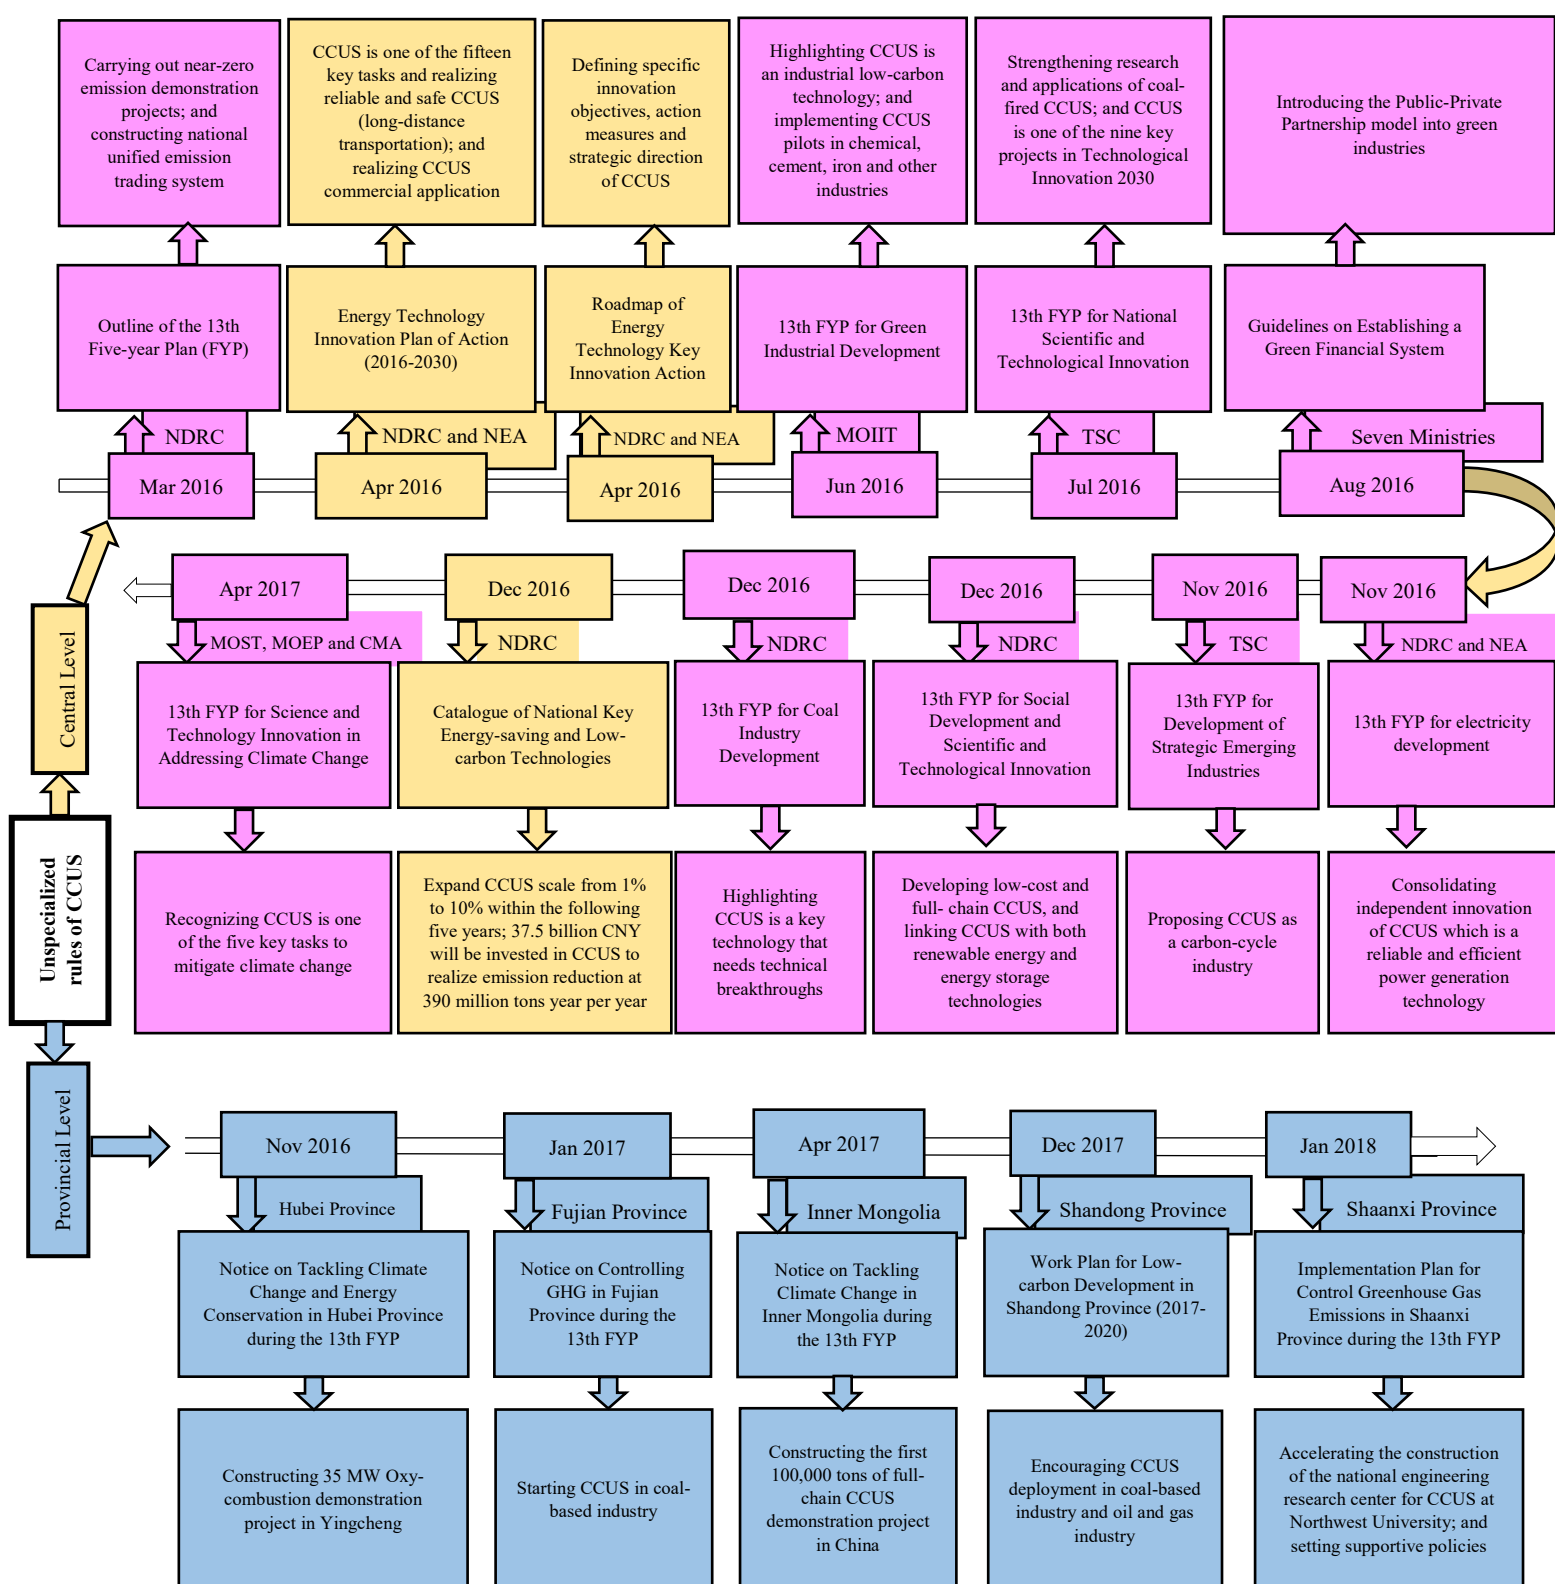 Carrying out near-zero
emission demonstration
projects; and
constructing national
unified emission
trading system
CCUS is one of the fifteen
key tasks and realizing
reliable and safe CCUS
(long-distance
transportation); and
realizing CCUS
commercial application
Defining specific
innovation
objectives, action
measures and
strategic direction
of CCUS
Highlighting CCUS is
an industrial low-carbon
technology; and
implementing CCUS
pilots in chemical,
cement, iron and other
industries
Strengthening research
and applications of coal-
fired CCUS; and CCUS
is one of the nine key
projects in Technological
Innovation 2030
Introducing the Public-Private
Partnership model into green
industries
Outline of the 13th
Five-year Plan (FYP)
Energy Technology
Innovation Plan of Action
(2016-2030)
Roadmap of
Energy
Technology Key
Innovation Action
13th FYP for Green
Industrial Development
13th FYP for National
Scientific and
Technological Innovation
Guidelines on Establishing a
Green Financial System
NDRC
NDRC and NEA
NDRC and NEA
MOIIT
TSC
Seven Ministries
Mar 2016
Apr 2016
Apr 2016
Jun 2016
Jul 2016
Aug 2016
Central Level
Apr 2017
Dec 2016
Dec 2016
Dec 2016
Nov 2016
Nov 2016
MOST, MOEP and CMA
NDRC
NDRC
NDRC
TSC
NDRC and NEA
13th FYP for Science and
Technology Innovation in
Addressing Climate Change
Catalogue of National Key
Energy-saving and Low-
carbon Technologies
13th FYP for Coal
Industry
Development
13th FYP for Social
Development and
Scientific and
Technological Innovation
13th FYP for
Development of
Strategic Emerging
Industries
13th FYP for electricity
development
Unspecialized
rules of CCUS
Recognizing CCUS is one
of the five key tasks to
mitigate climate change
Expand CCUS scale from 1%
to 10% within the following
five years; 37.5 billion CNY
will be invested in CCUS to
realize emission reduction at
390 million tons year per year
Highlighting
CCUS is a key
technology that
needs technical
breakthroughs
Developing low-cost and
full- chain CCUS, and
linking CCUS with both
renewable energy and
energy storage
technologies
Proposing CCUS as
a carbon-cycle
industry
Consolidating
independent innovation
of CCUS which is a
reliable and efficient
power generation
technology
Provincial Level
Nov 2016
Jan 2017
Apr 2017
Dec 2017
Jan 2018
Hubei Province
Fujian Province
Inner Mongolia
Shandong Province
Shaanxi Province
Notice on Tackling Climate
Change and Energy
Conservation in Hubei Province
during the 13th FYP
Notice on Controlling
GHG in Fujian
Province during the
13th FYP
Notice on Tackling
Climate Change in
Inner Mongolia during
the 13th FYP
Work Plan for Low-
carbon Development in
Shandong Province (2017-
2020)
Implementation Plan for
Control Greenhouse Gas
Emissions in Shaanxi
Province during the 13th FYP
Constructing 35 MW Oxy-
combustion demonstration
project in Yingcheng
Starting CCUS in coal-
based industry
Constructing the first
100,000 tons of full-
chain CCUS
demonstration project
in China
Encouraging CCUS
deployment in coal-based
industry and oil and gas
industry
Accelerating the construction
of the national engineering
research center for CCUS at
Northwest University; and
setting supportive policies